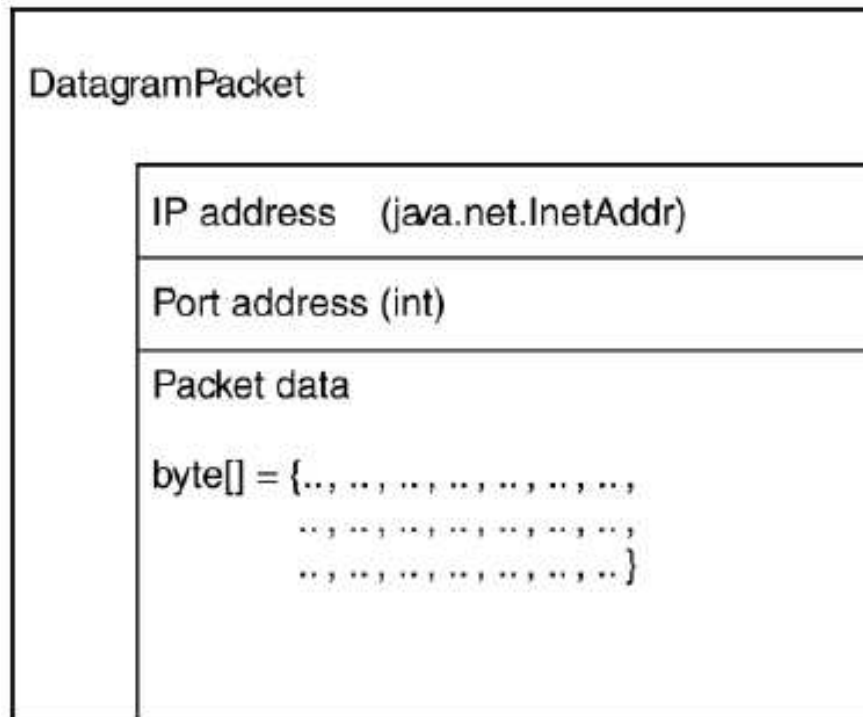 DatagramPacket
IP address (java.net.InetAddr)
Port address (int)
Packet data
byte[] = {.., .., .., .., .., .., ..,
.., .., .., .., .., .., ..,
.., .., .., .., .., .., ..}